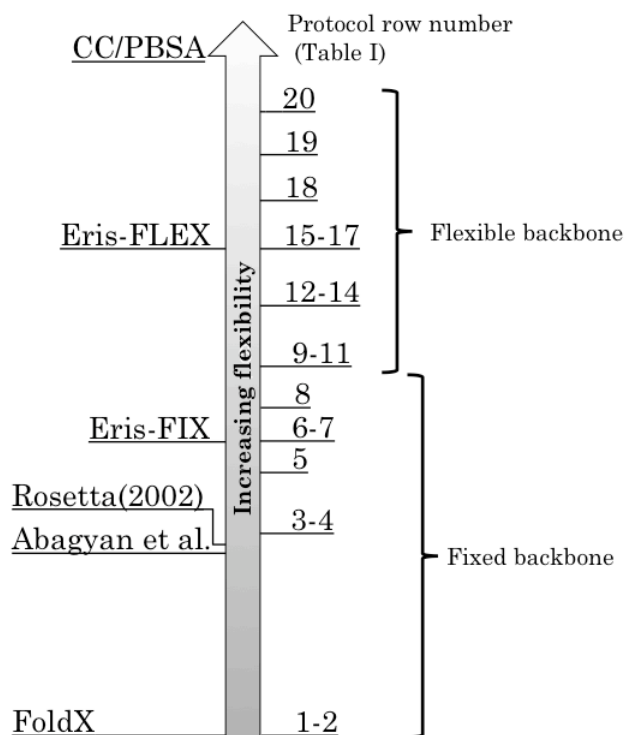 Protocol row number
(Table I)
CC/PBSA
20
19
18
Eris-FLEX
15-17
Flexible backbone
12-14
Increasing flexibility
9-11
8
Eris-FIX
6-7
5
Rosetta(2002)
3-4
Abagyan et al.
Fixed backbone
FoldX
1-2